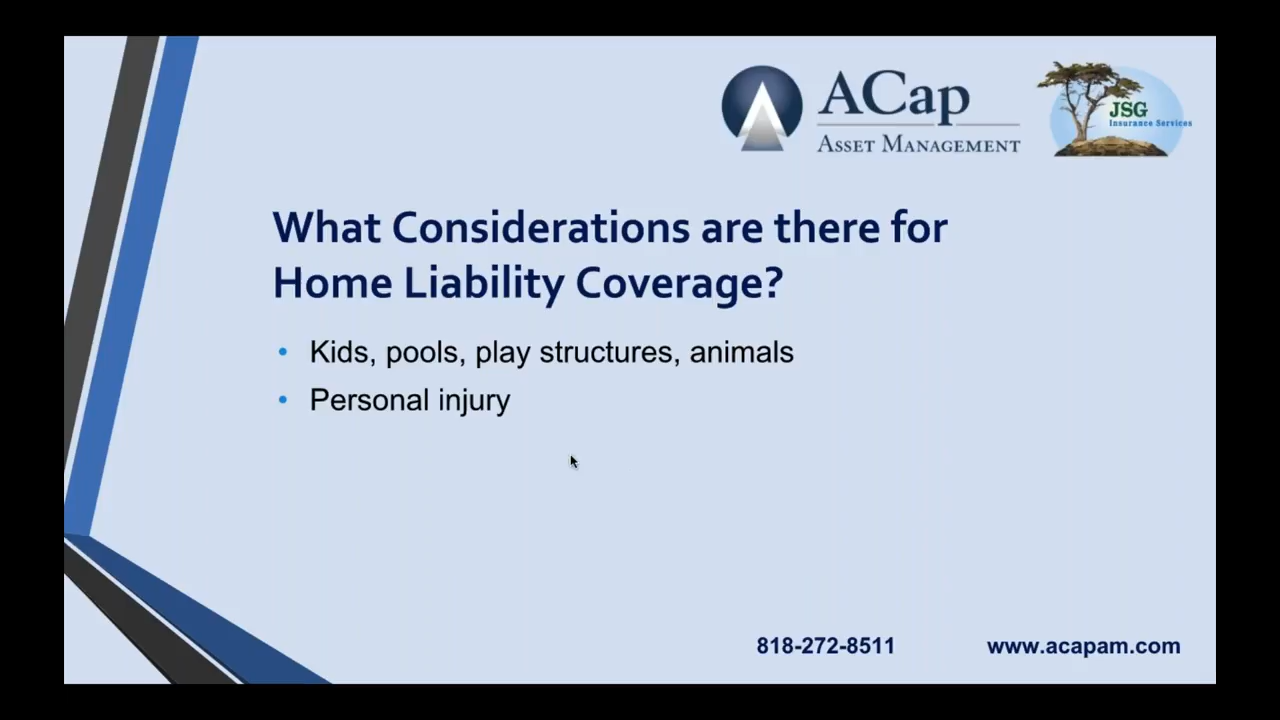 ACap
ASSET MANAGEMENT
JSG
Insurance Services
What Considerations are there for
Home Liability Coverage?
• Kids, pools, play structures, animals
• Personal injury
818-272-8511
www.acapam.com